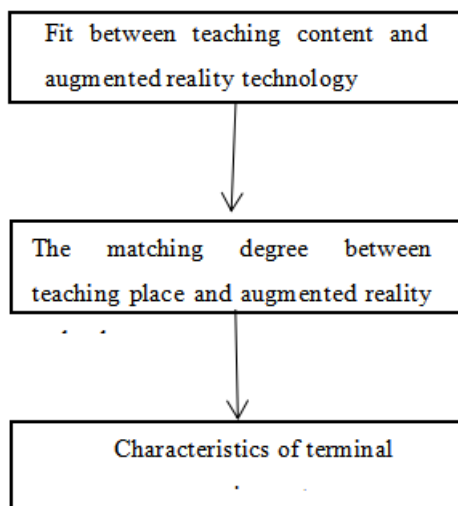 Fit between teaching content and
augmented reality technology
The matching degree between
teaching place and augmented reality
Characteristics of terminal